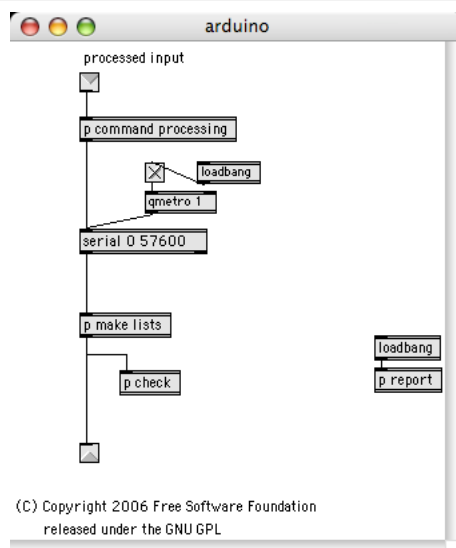 arduino
processed input
p command processing
loadbang
qmetro 1
serial 0 57600
p make lists
loadbang
p check
p report
(C) Copyright 2006 Free Software Foundation
released under the GNU GPL